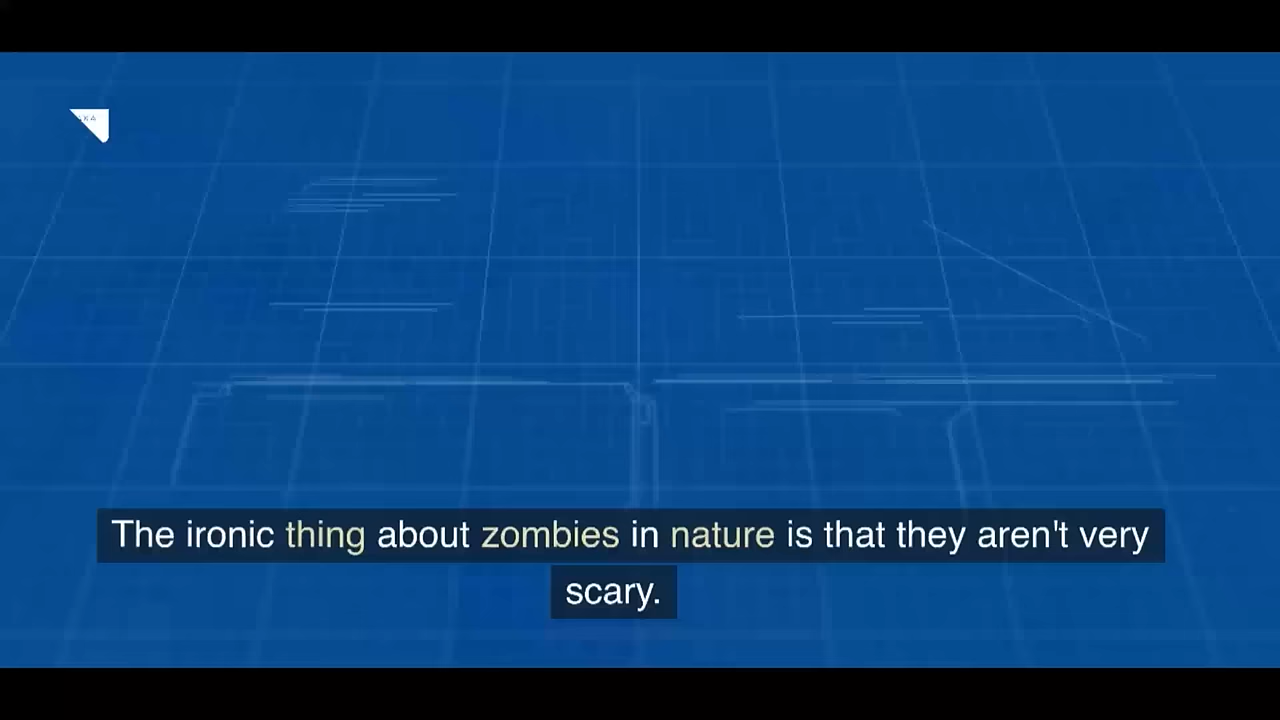 The ironic thing about zombies in nature is that they aren't very
scary.